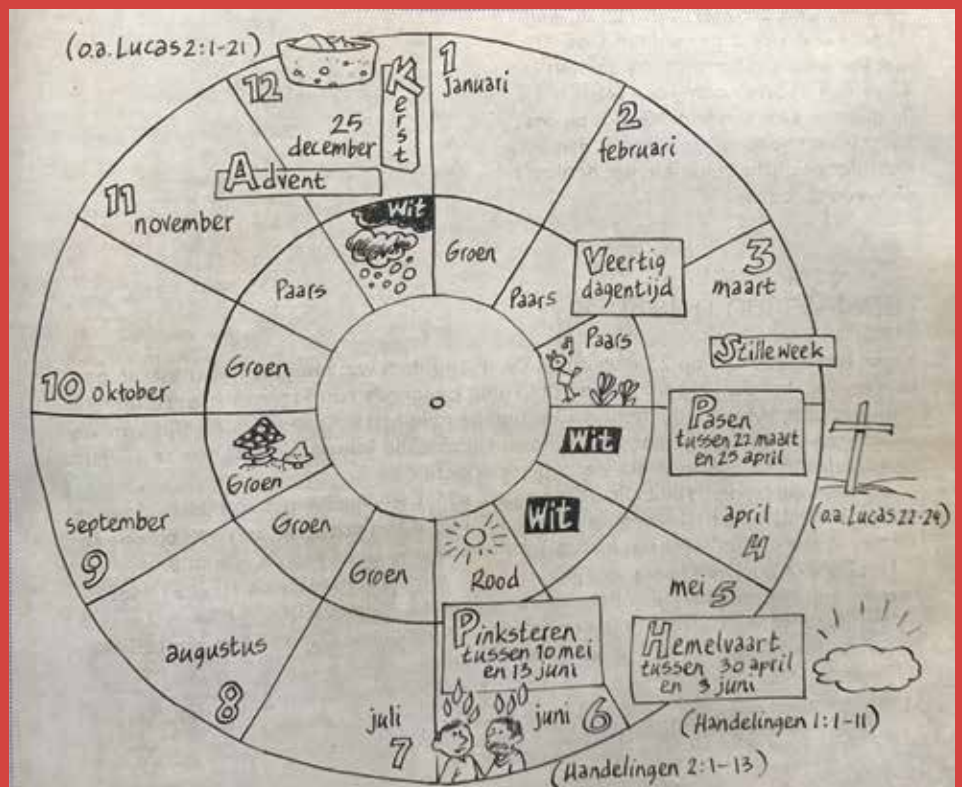 (o.a. Lucas 2:1-21)
12
25
december
Kerst
Advent
1
januari
2
februari
3
maart
Veertig
dagentijd
Stille week
Pasen
tussen 22 maart
en 25 april
(o.a. Lucas 22-24)
april
4
mei 5
Hemelvaart
tussen 30 april
en 3 juni
(Handelingen 1:1-11)
Pinksteren
tussen 10 mei
en 13 juni
juni 6
(Handelingen 2:1-13)
juli
7
augustus
8
september
9
10 oktober
11
november
Wit
Groen
Paars
Paars
Wit
Wit
Rood
Groen
Groen
Groen
Groen
Paars